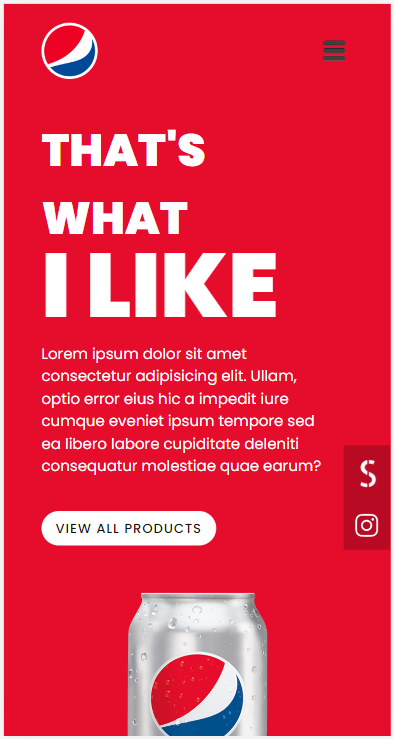 THAT'S
WHAT
I LIKE
Lorem ipsum dolor sit amet
consectetur adipisicing elit. Ullam,
optio error eius hic a impedit iure
cumque eveniet ipsum tempore sed
ea libero labore cupiditate deleniti
consequatur molestiae quae earum?
S
VIEW ALL PRODUCTS